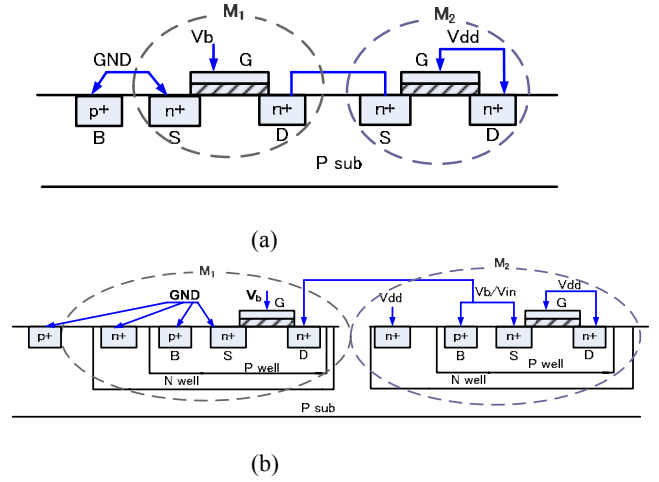 M1 M2
Vb Vdd
GND G G
p+ n+ n+ n+ n+
B S D S D
P sub
(a)
M1 M2
GND Vb Vdd Vb/Vin Vdd
G G
p+ n+ p+ n+ n+ n+ p+ n+ n+
B S D B S D
P well P well
N well N well
P sub
(b)